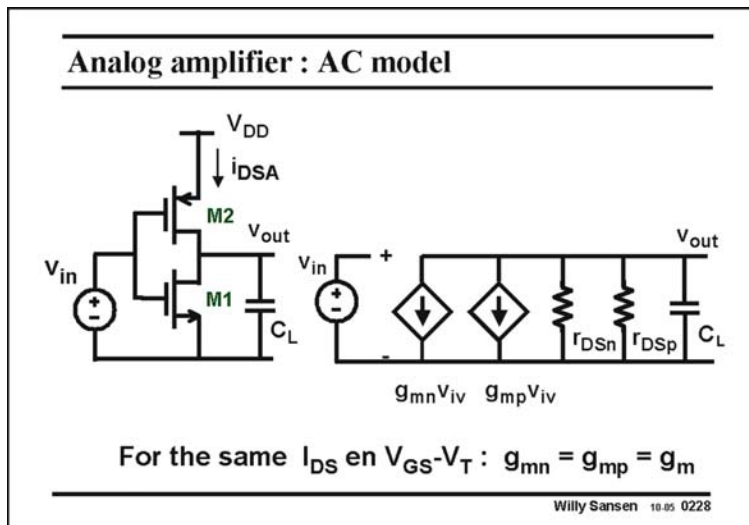 Analog amplifier : AC model
VDD
iDSA
M2
vout
vin
+
-
M1
CL
vin
+
+
-
-
vout
rDSn
rDSp
CL
gmnviv
gmpviv
For the same IDS en VGS-VT : gmn = gmp = gm
Willy Sansen 10-05 0228